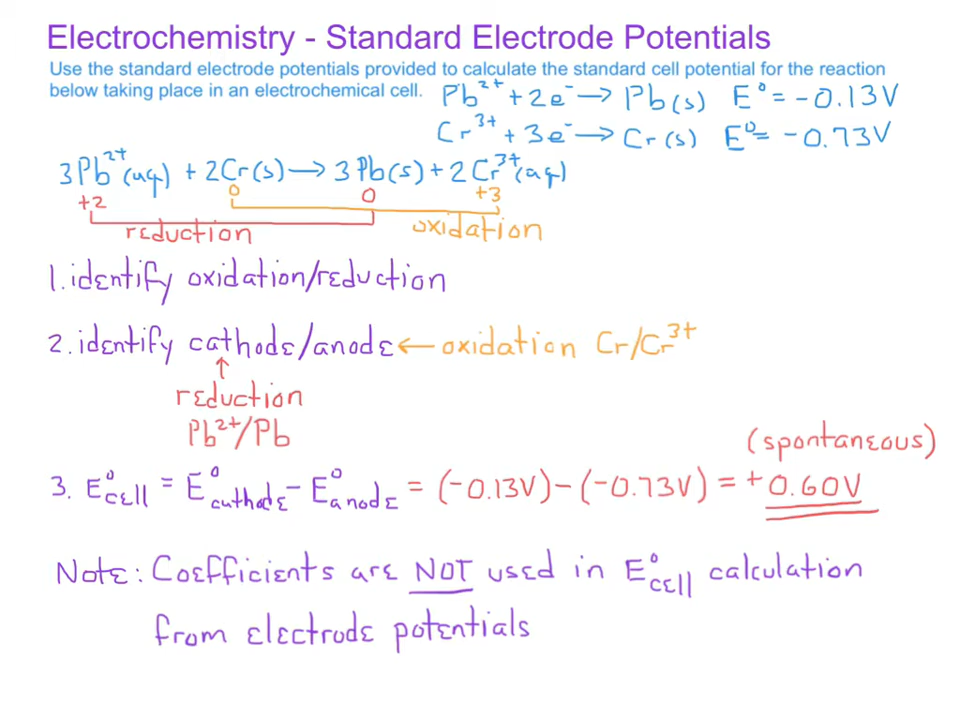 Electrochemistry - Standard Electrode Potentials
Use the standard electrode potentials provided to calculate the standard cell potential for the reaction
below taking place in an electrochemical cell.
Pb²⁺ + 2e⁻ → Pb(s) E° = -0.13V
Cr³⁺ + 3e⁻ → Cr(s) E° = -0.73V
3Pb²⁺(aq) + 2Cr(s) → 3Pb(s) + 2Cr³⁺(aq)
+2 0 0 +3
reduction oxidation
1. identify oxidation/reduction
2. identify cathode/anode ← oxidation Cr/Cr³⁺
↑
reduction
Pb²⁺/Pb
(spontaneous)
3. E°cell = E°cathode - E°anode = (-0.13V) - (-0.73V) = +0.60V
Note: Coefficients are NOT used in E°cell calculation
from electrode potentials